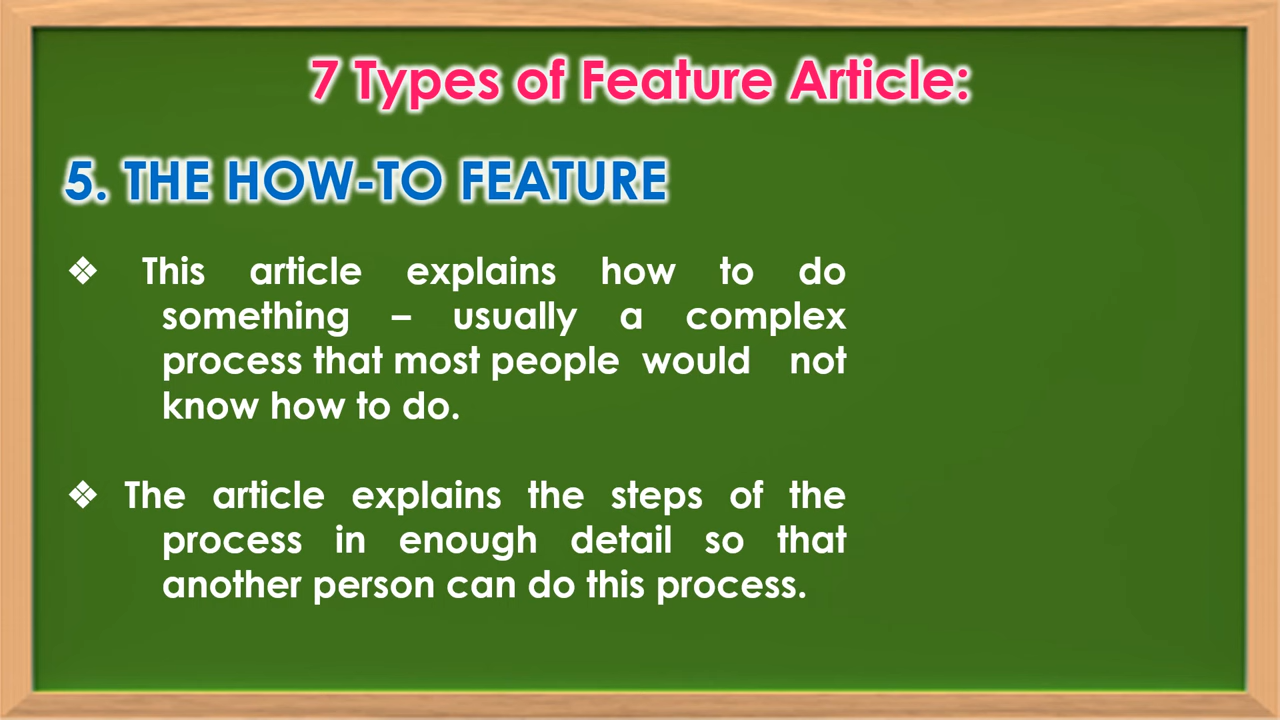 7 Types of Feature Article:
5. THE HOW-TO FEATURE
❖ This article explains how to do
something – usually a complex
process that most people would not
know how to do.
❖ The article explains the steps of the
process in enough detail so that
another person can do this process.